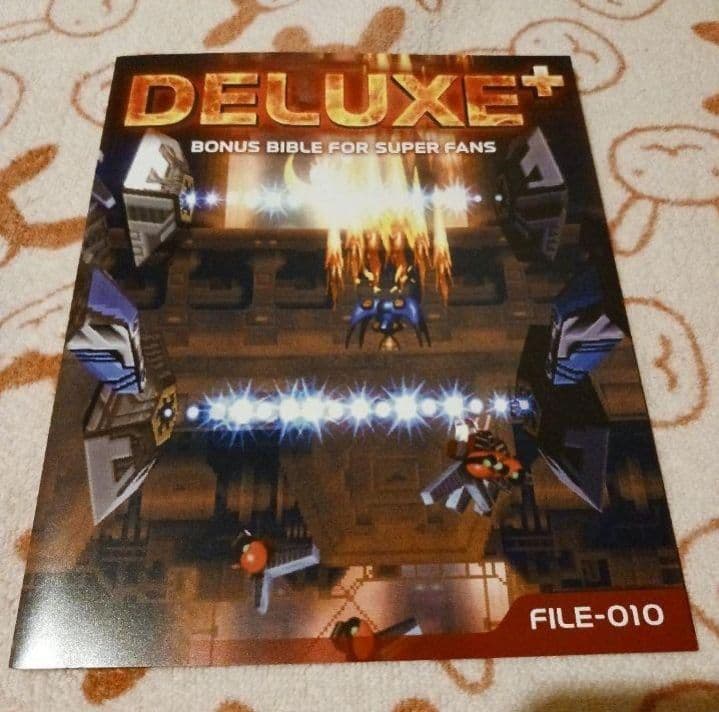 DELUXE+
BONUS BIBLE FOR SUPER FANS
FILE-010